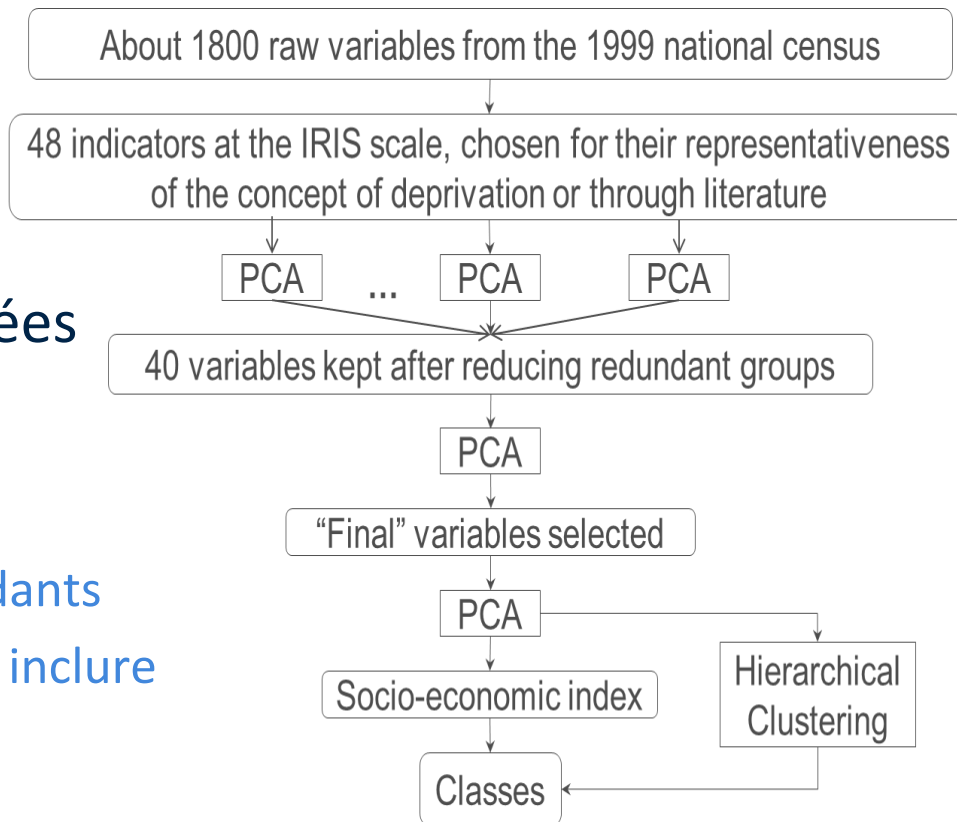 About 1800 raw variables from the 1999 national census
48 indicators at the IRIS scale, chosen for their representativeness
of the concept of deprivation or through literature
PCA ... PCA PCA
ées
40 variables kept after reducing redundant groups
PCA
“Final” variables selected
dants
PCA
inclure
Socio-economic index
Hierarchical
Clustering
Classes